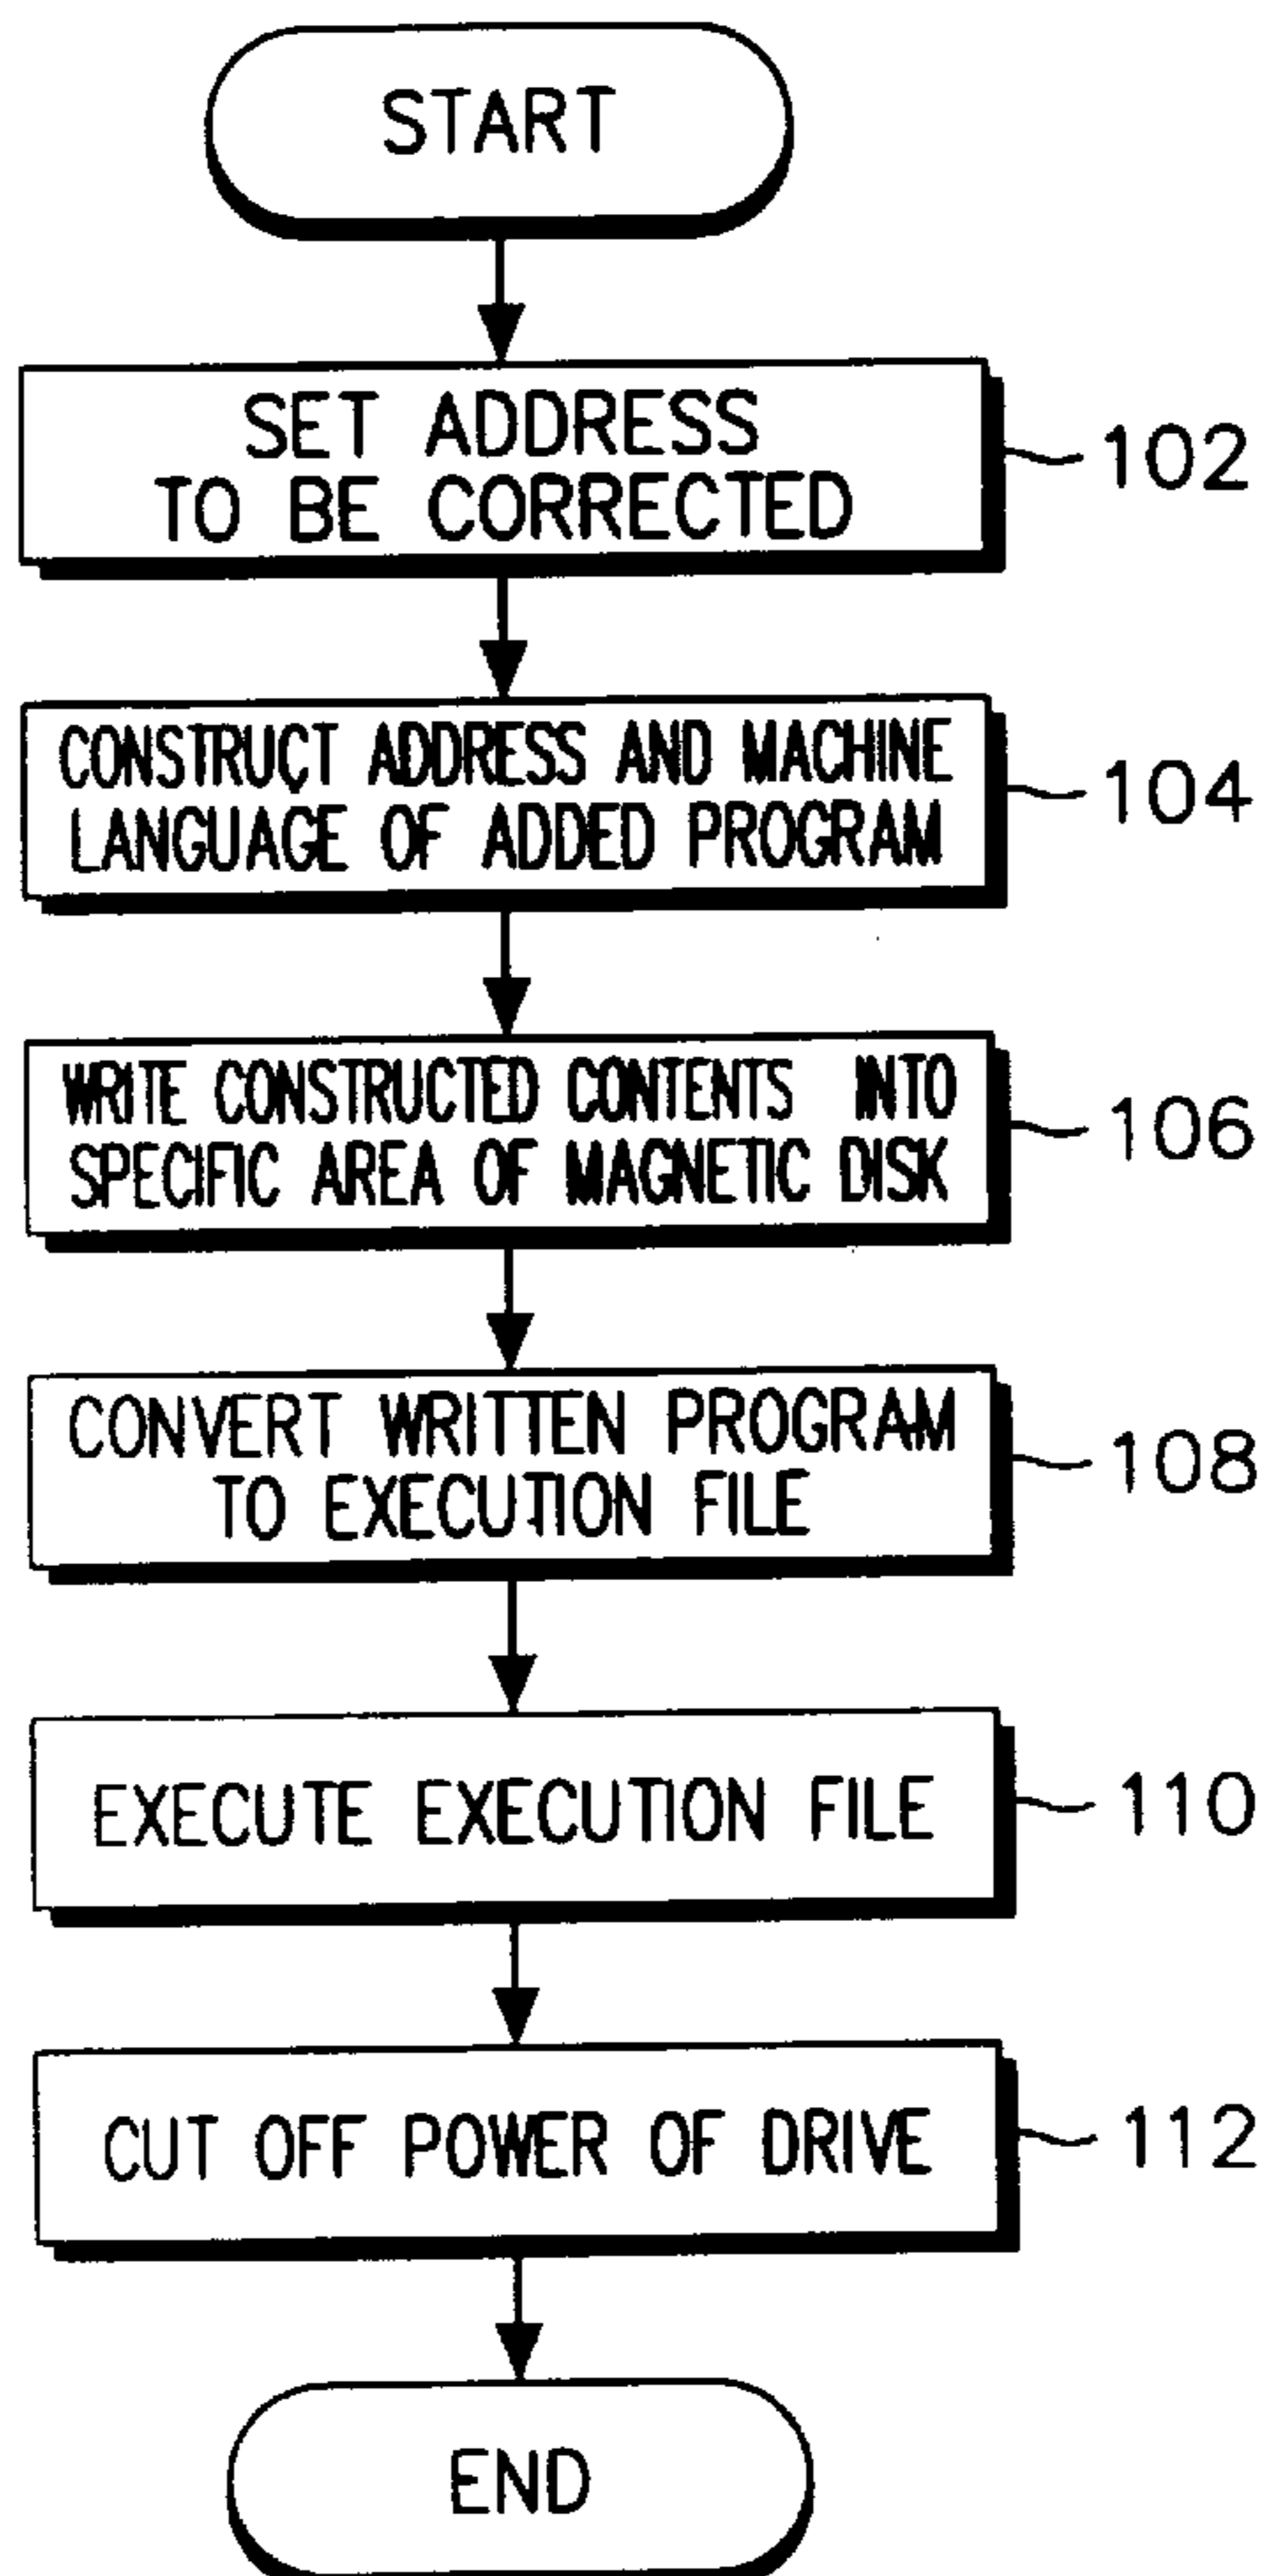 START
SET ADDRESS
TO BE CORRECTED
102
CONSTRUCT ADDRESS AND MACHINE
LANGUAGE OF ADDED PROGRAM
104
WRITE CONSTRUCTED CONTENTS INTO
SPECIFIC AREA OF MAGNETIC DISK
106
CONVERT WRITTEN PROGRAM
TO EXECUTION FILE
108
EXECUTE EXECUTION FILE
110
CUT OFF POWER OF DRIVE
112
END